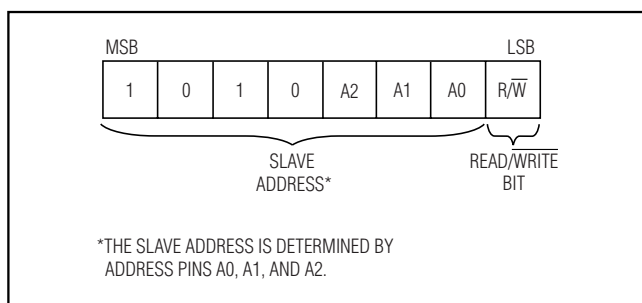 MSB LSB
1 0 1 0 A2 A1 A0 R/W̅
SLAVE READ/W̅R̅I̅T̅E̅
ADDRESS* BIT
*THE SLAVE ADDRESS IS DETERMINED BY
ADDRESS PINS A0, A1, AND A2.